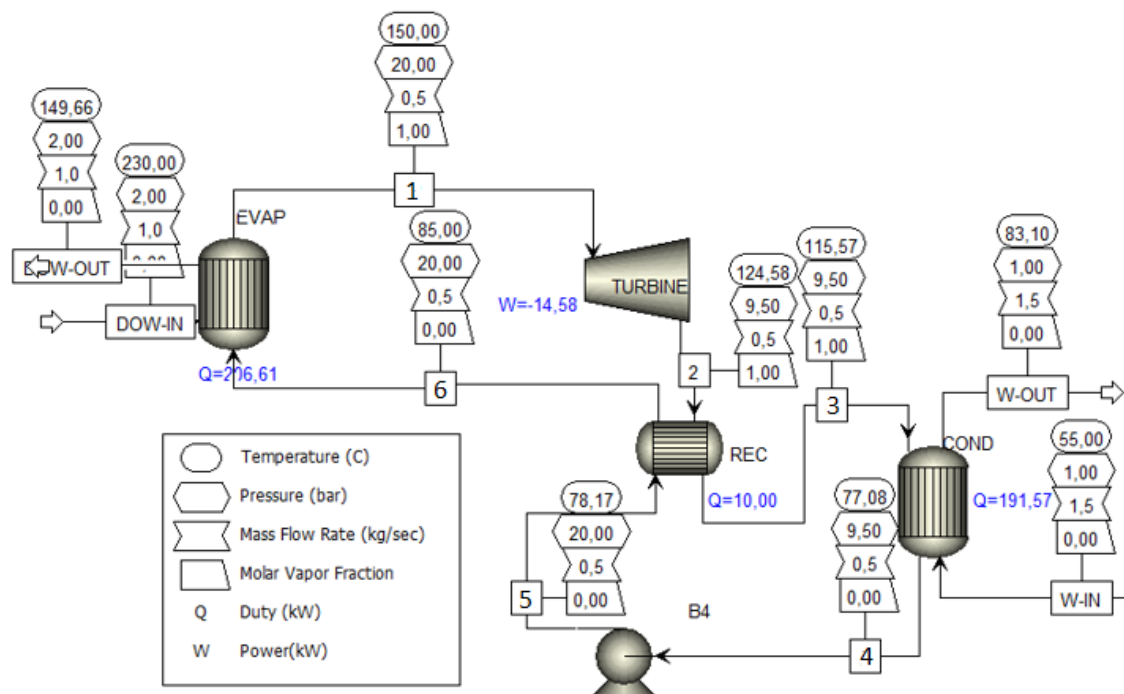 150,00
20,00
0,5
1,00
149,66
2,00
1,0
0,00
230,00
2,00
1,0
1
EVAP
W-OUT
DOW-IN
Q=206,61
85,00
20,00
0,5
0,00
6
TURBINE
W=-14,58
124,58
9,50
0,5
1,00
2
115,57
9,50
0,5
1,00
3
83,10
1,00
1,5
0,00
W-OUT
REC
Q=10,00
COND
Q=191,57
55,00
1,00
1,5
0,00
W-IN
78,17
20,00
0,5
0,00
5
77,08
9,50
0,5
0,00
4
B4
Temperature (C)
Pressure (bar)
Mass Flow Rate (kg/sec)
Molar Vapor Fraction
Q Duty (kW)
W Power(kW)